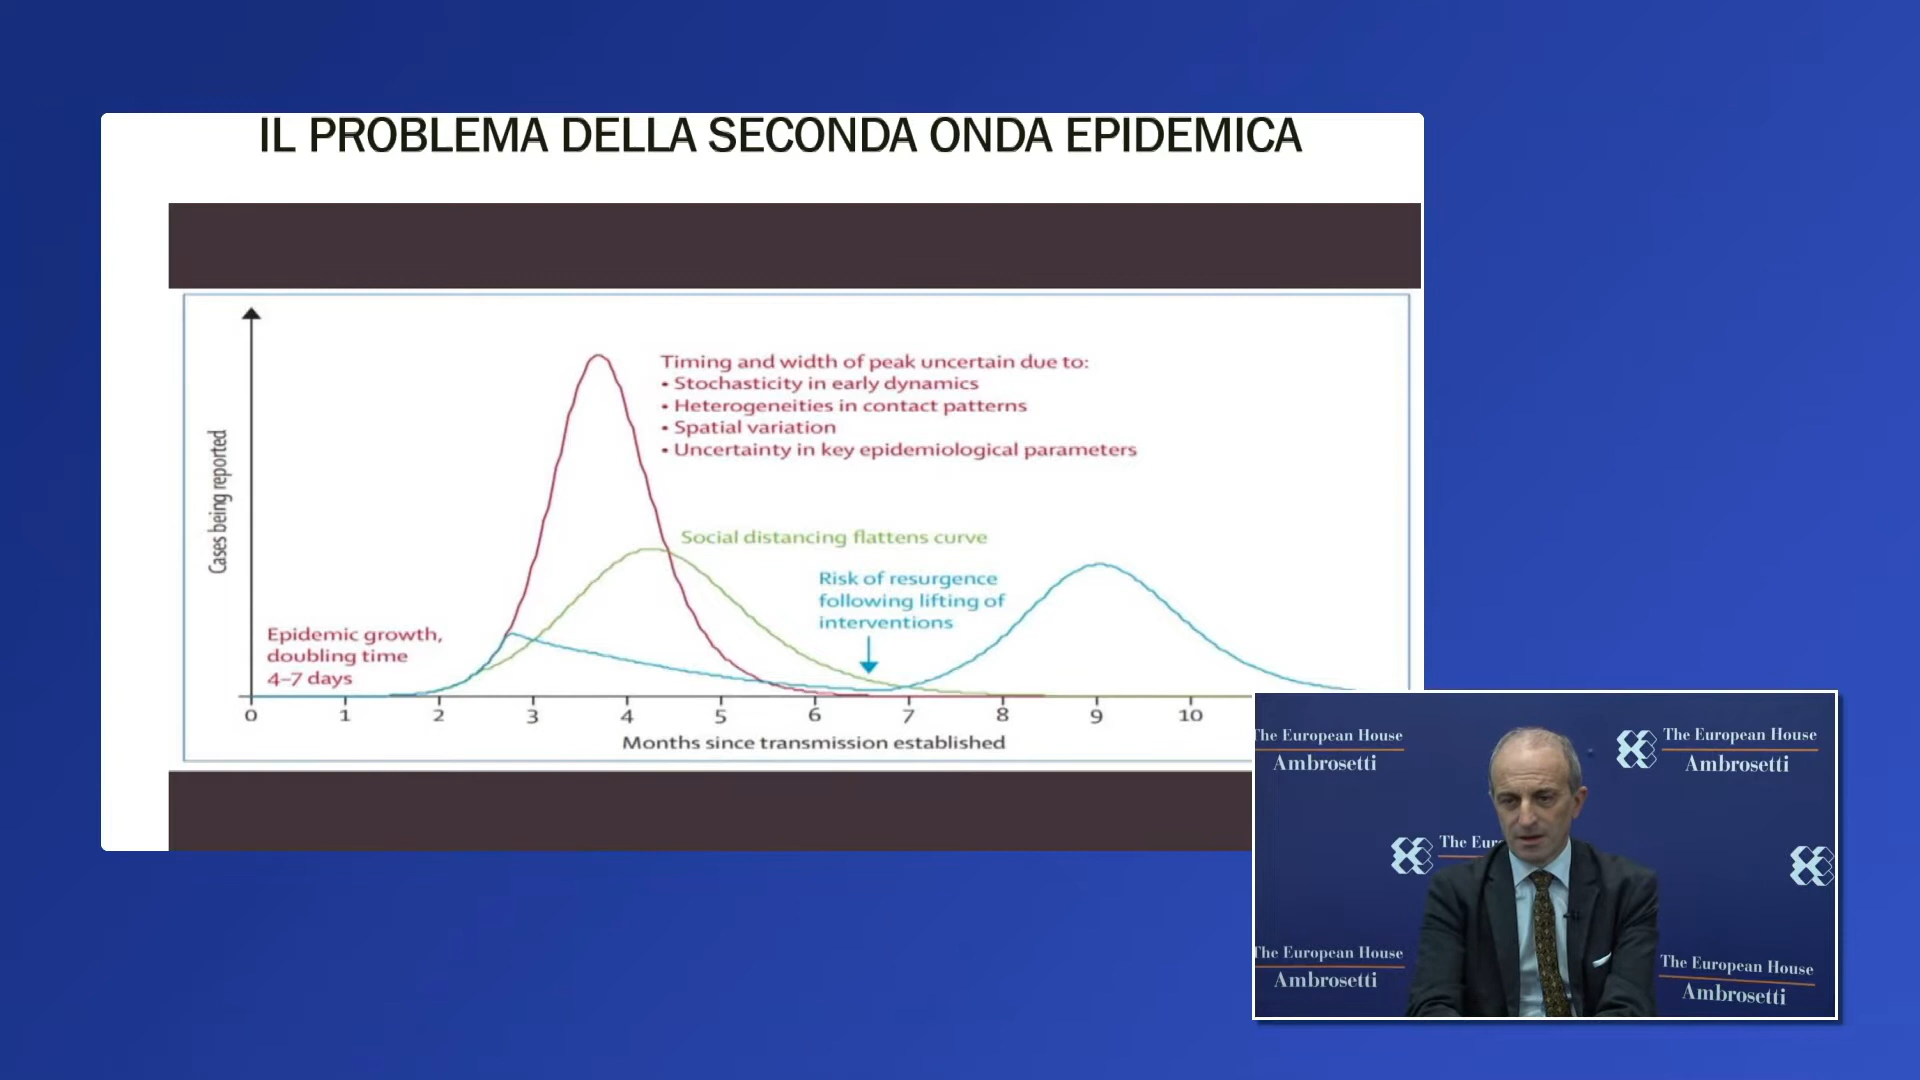 IL PROBLEMA DELLA SECONDA ONDA EPIDEMICA
Timing and width of peak uncertain due to:
• Stochasticity in early dynamics
• Heterogeneities in contact patterns
• Spatial variation
• Uncertainty in key epidemiological parameters
Cases being reported
Social distancing flattens curve
Risk of resurgence
following lifting of
interventions
Epidemic growth,
doubling time
4–7 days
0 1 2 3 4 5 6 7 8 9 10
Months since transmission established
The European House
Ambrosetti
The European House
Ambrosetti
The Eur
The European House
Ambrosetti
The European House
Ambrosetti